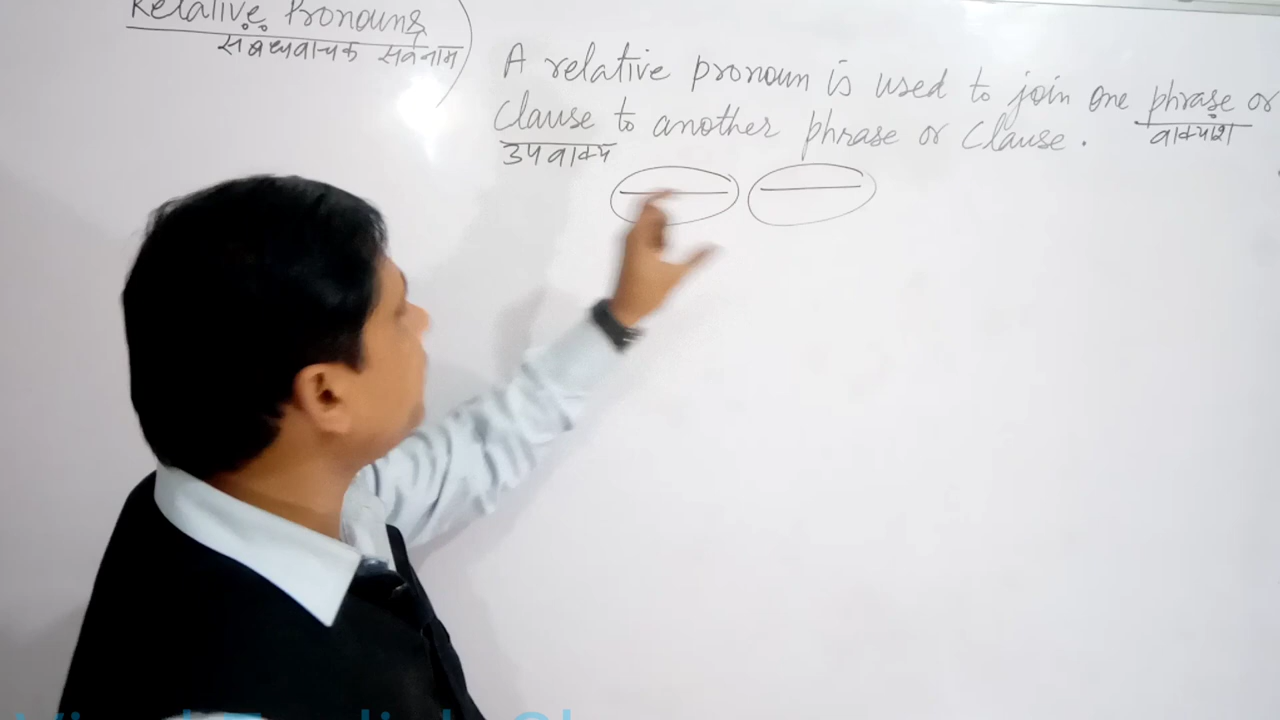 Relative Pronouns
संबंधवाचक सर्वनाम
A relative pronoun is used to join one phrase or
वाक्यांश
Clause to another phrase or Clause.
उपवाक्य